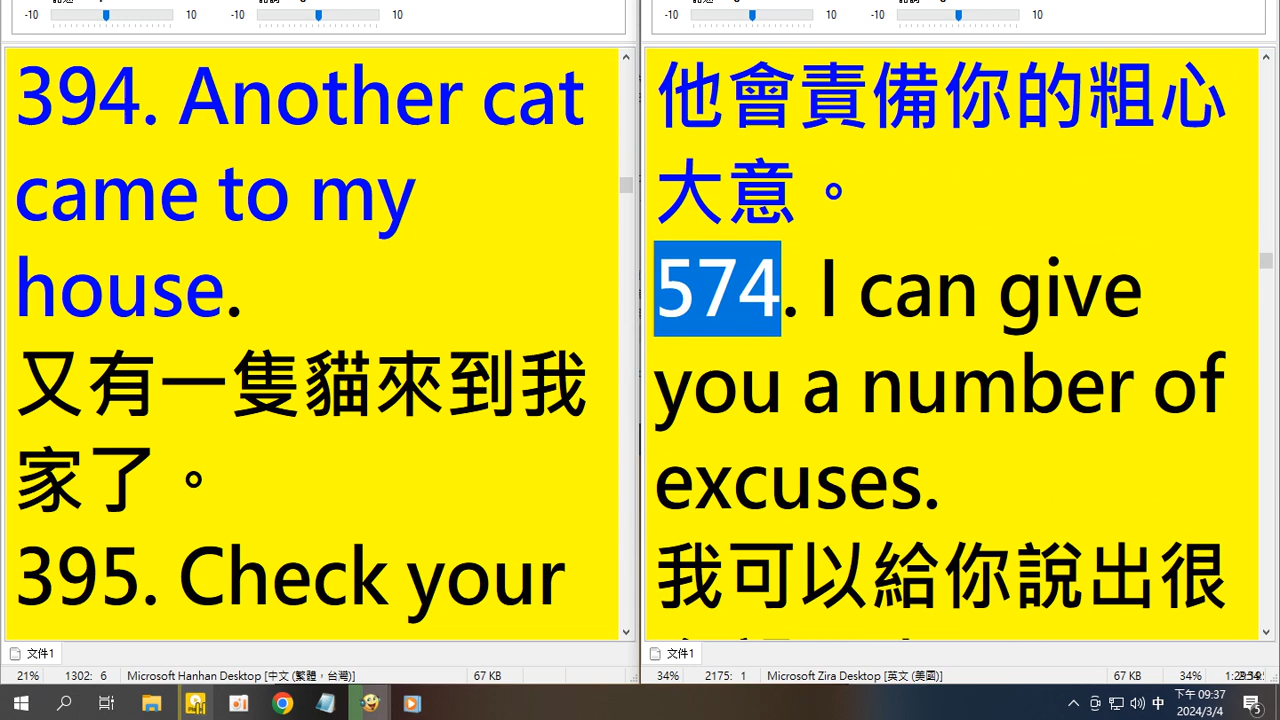 -10 10 -10 10
394. Another cat
came to my
house.
又有一隻貓來到我
家了。
395. Check your
文件1
21% 1302: 6 Microsoft Hanhan Desktop [中文 (繁體，台灣)] 67 KB
-10 10 -10 10
他會責備你的粗心
大意。
574. I can give
you a number of
excuses.
我可以給你說出很
文件1
34% 2175: 1 Microsoft Zira Desktop [英文 (美國)] 67 KB 34%
中 下午 09:37
2024/3/4
5